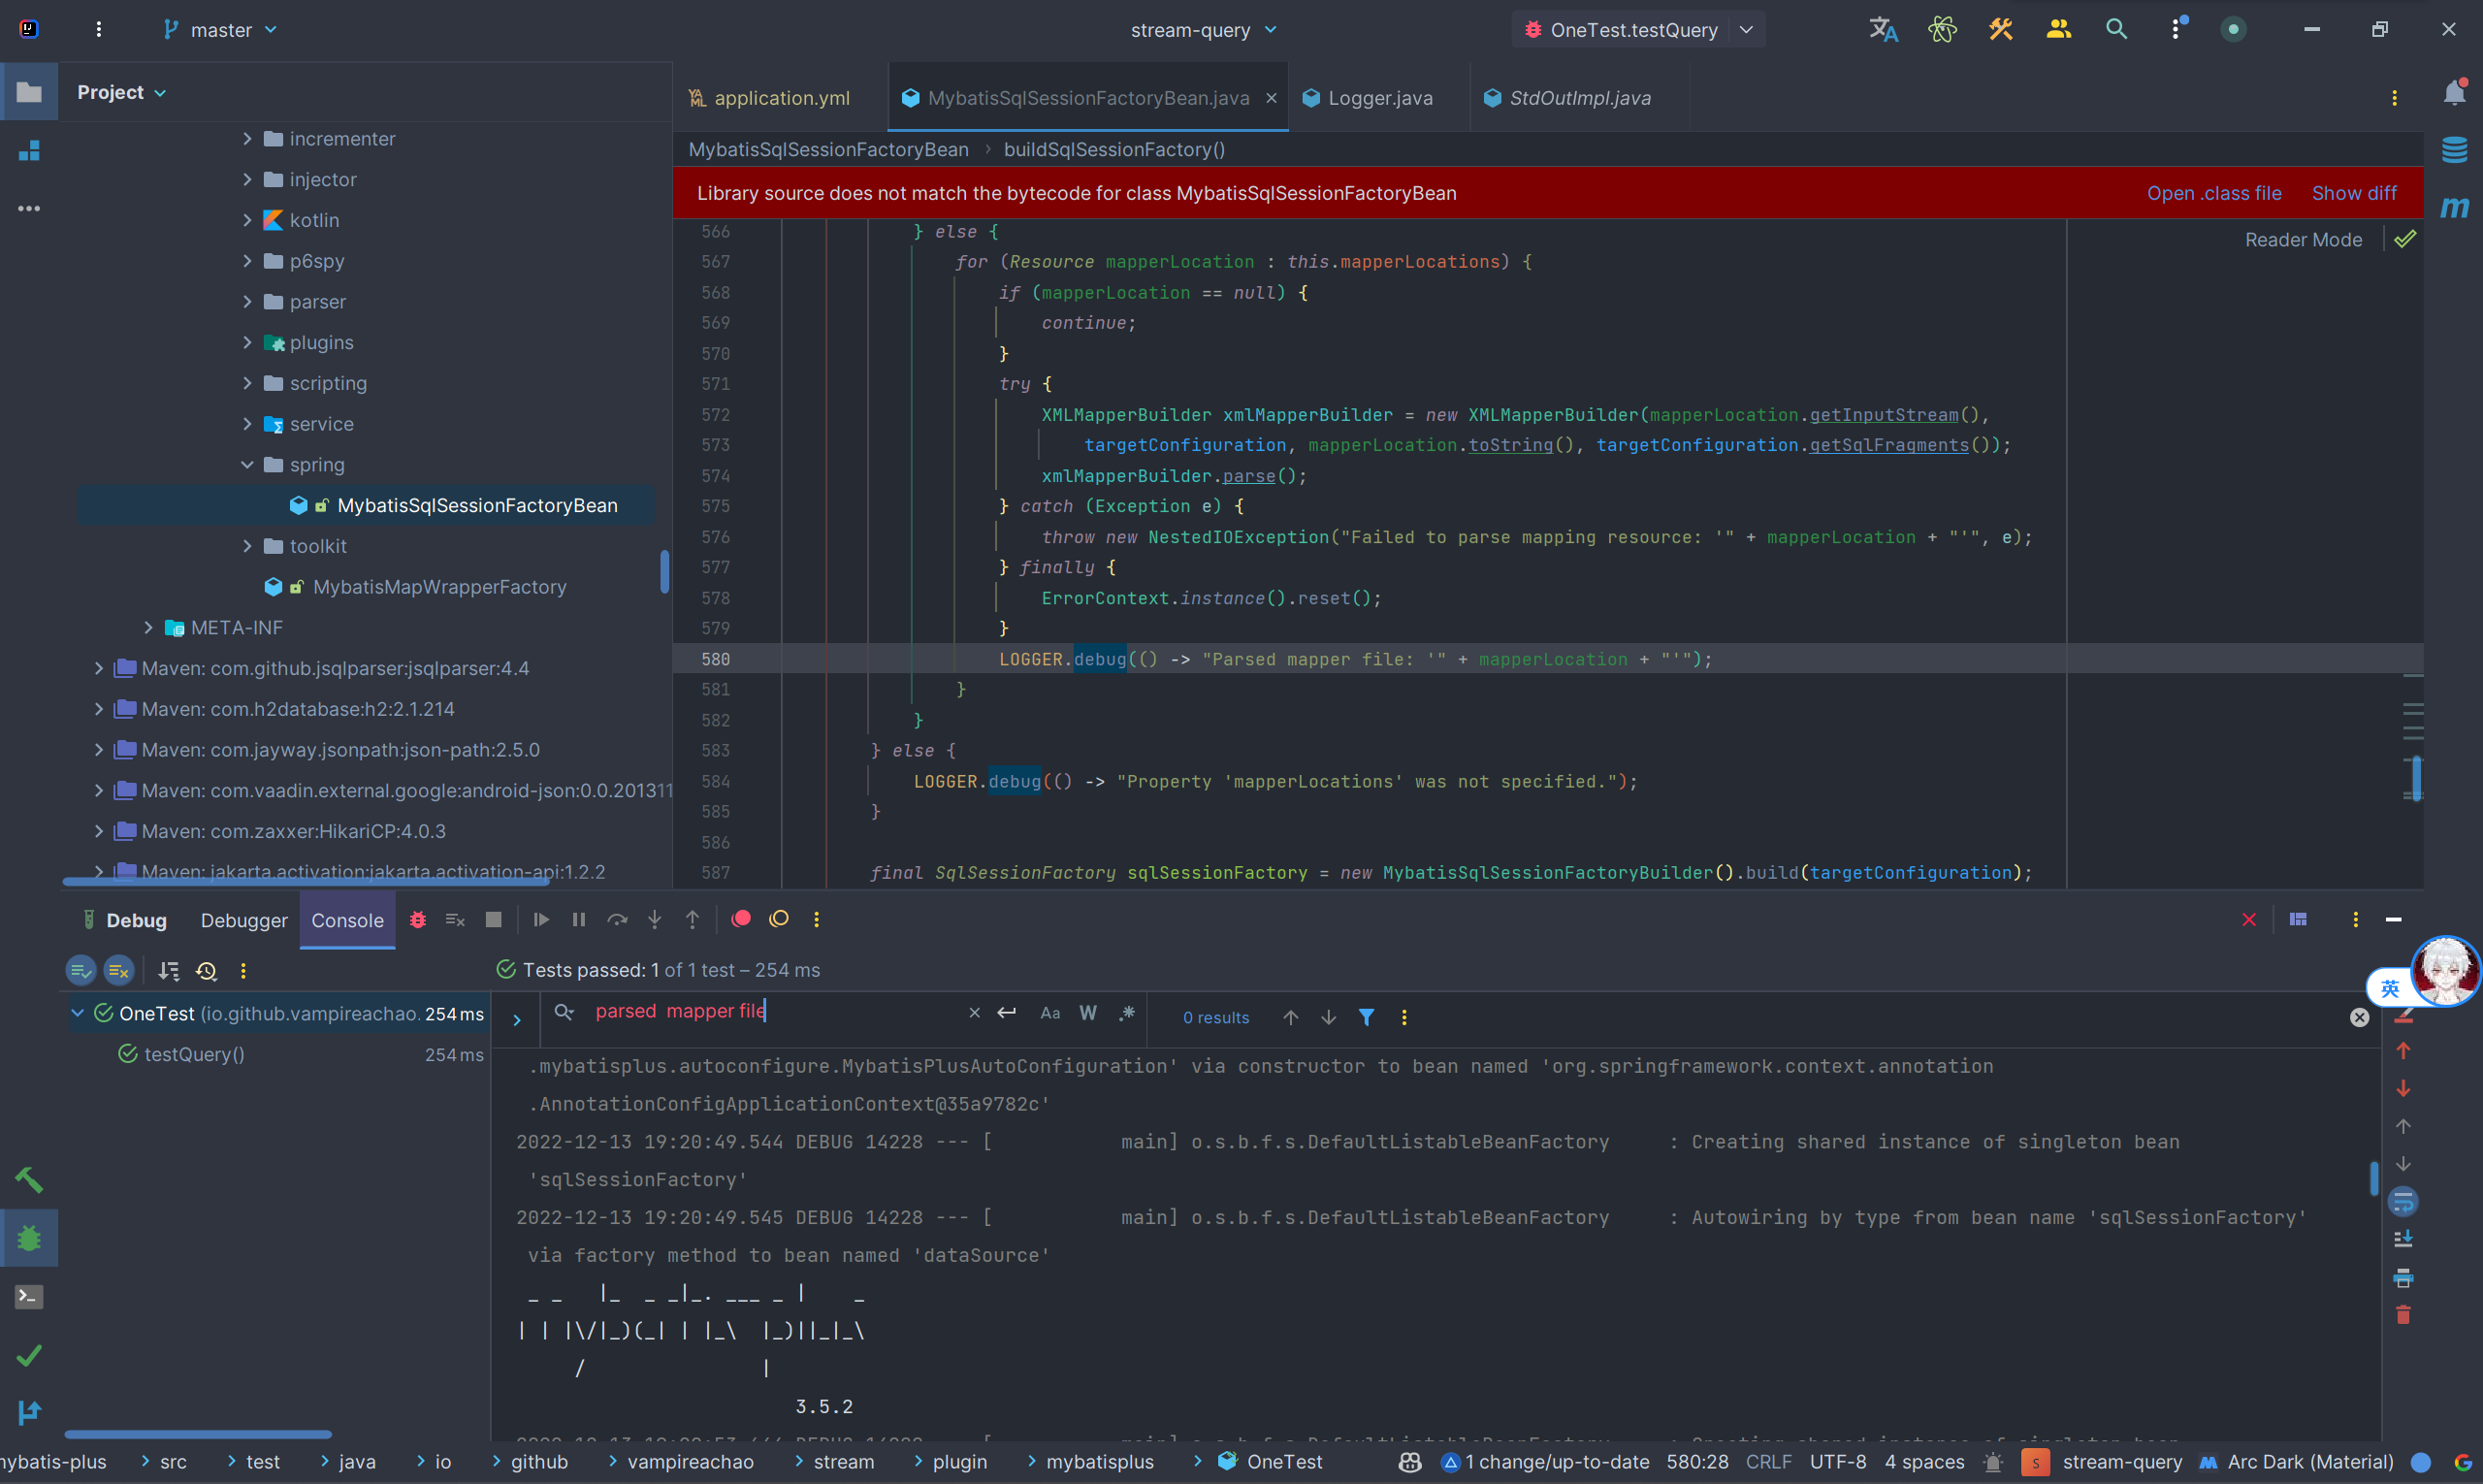 master
stream-query
OneTest.testQuery
Project
application.yml
MybatisSqlSessionFactoryBean.java
Logger.java
StdOutImpl.java
incrementer
injector
kotlin
p6spy
parser
plugins
scripting
service
spring
MybatisSqlSessionFactoryBean
toolkit
MybatisMapWrapperFactory
META-INF
Maven: com.github.jsqlparser:jsqlparser:4.4
Maven: com.h2database:h2:2.1.214
Maven: com.jayway.jsonpath:json-path:2.5.0
Maven: com.vaadin.external.google:android-json:0.0.201311
Maven: com.zaxxer:HikariCP:4.0.3
Maven: jakarta.activation:jakarta.activation-api:1.2.2
MybatisSqlSessionFactoryBean › buildSqlSessionFactory()
Library source does not match the bytecode for class MybatisSqlSessionFactoryBean
Open .class file
Show diff
Reader Mode
566 } else {
567 for (Resource mapperLocation : this.mapperLocations) {
568 if (mapperLocation == null) {
569 continue;
570 }
571 try {
572 XMLMapperBuilder xmlMapperBuilder = new XMLMapperBuilder(mapperLocation.getInputStream(),
573 targetConfiguration, mapperLocation.toString(), targetConfiguration.getSqlFragments());
574 xmlMapperBuilder.parse();
575 } catch (Exception e) {
576 throw new NestedIOException("Failed to parse mapping resource: '" + mapperLocation + "'", e);
577 } finally {
578 ErrorContext.instance().reset();
579 }
580 LOGGER.debug(() -> "Parsed mapper file: '" + mapperLocation + "'");
581 }
582 }
583 } else {
584 LOGGER.debug(() -> "Property 'mapperLocations' was not specified.");
585 }
586
587 final SqlSessionFactory sqlSessionFactory = new MybatisSqlSessionFactoryBuilder().build(targetConfiguration);
Debug
Debugger
Console
Tests passed: 1 of 1 test – 254 ms
OneTest (io.github.vampireachao. 254 ms
testQuery() 254 ms
parsed  mapper file
Aa
W
0 results
英
.mybatisplus.autoconfigure.MybatisPlusAutoConfiguration' via constructor to bean named 'org.springframework.context.annotation
.AnnotationConfigApplicationContext@35a9782c'
2022-12-13 19:20:49.544 DEBUG 14228 --- [           main] o.s.b.f.s.DefaultListableBeanFactory     : Creating shared instance of singleton bean
'sqlSessionFactory'
2022-12-13 19:20:49.545 DEBUG 14228 --- [           main] o.s.b.f.s.DefaultListableBeanFactory     : Autowiring by type from bean name 'sqlSessionFactory'
via factory method to bean named 'dataSource'
 _ _   |_  _ _|_. ___ _ |    _
| | |\/|_)(_| | |_\  |_)||_|_\
     /               |
3.5.2
mybatis-plus › src › test › java › io › github › vampireachao › stream › plugin › mybatisplus › OneTest
1 change/up-to-date
580:28
CRLF
UTF-8
4 spaces
stream-query
Arc Dark (Material)